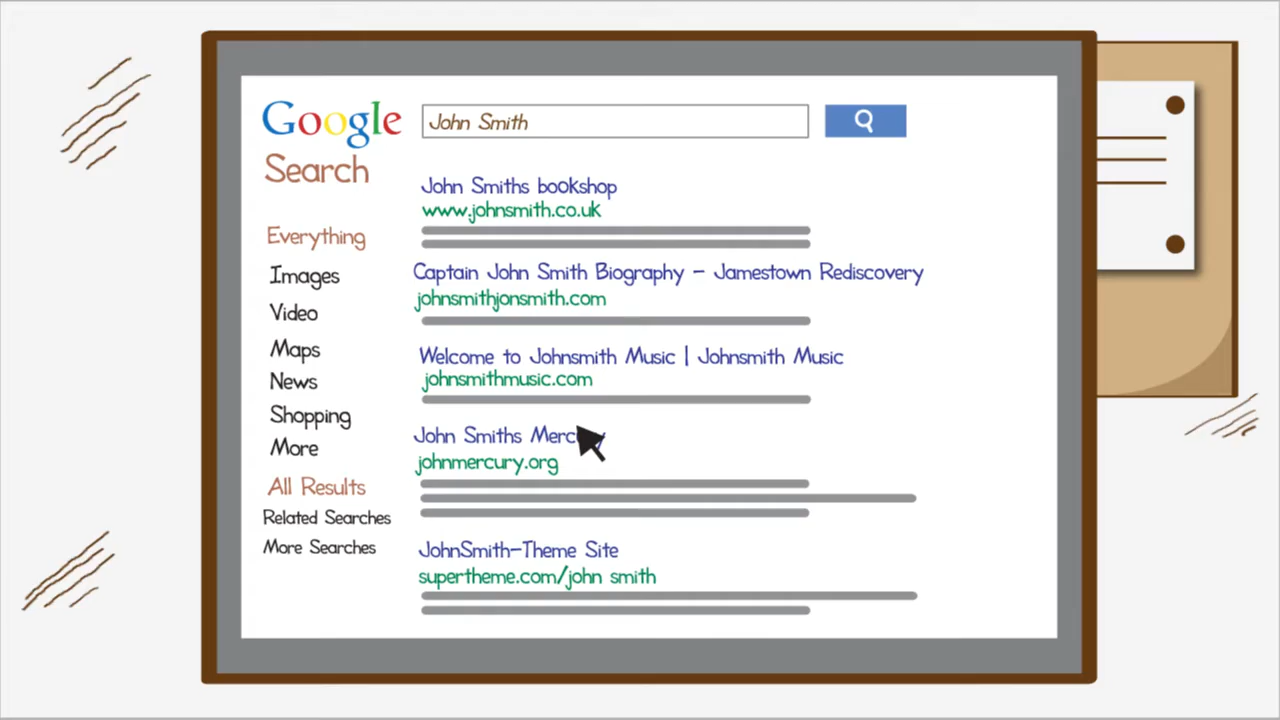 Google
John Smith
Search
Everything
Images
Video
Maps
News
Shopping
More
All Results
Related Searches
More Searches
John Smiths bookshop
www.johnsmith.co.uk
Captain John Smith Biography - Jamestown Rediscovery
johnsmithjonsmith.com
Welcome to Johnsmith Music | Johnsmith Music
johnsmithmusic.com
John Smiths Mercury
johnmercury.org
JohnSmith-Theme Site
supertheme.com/john smith